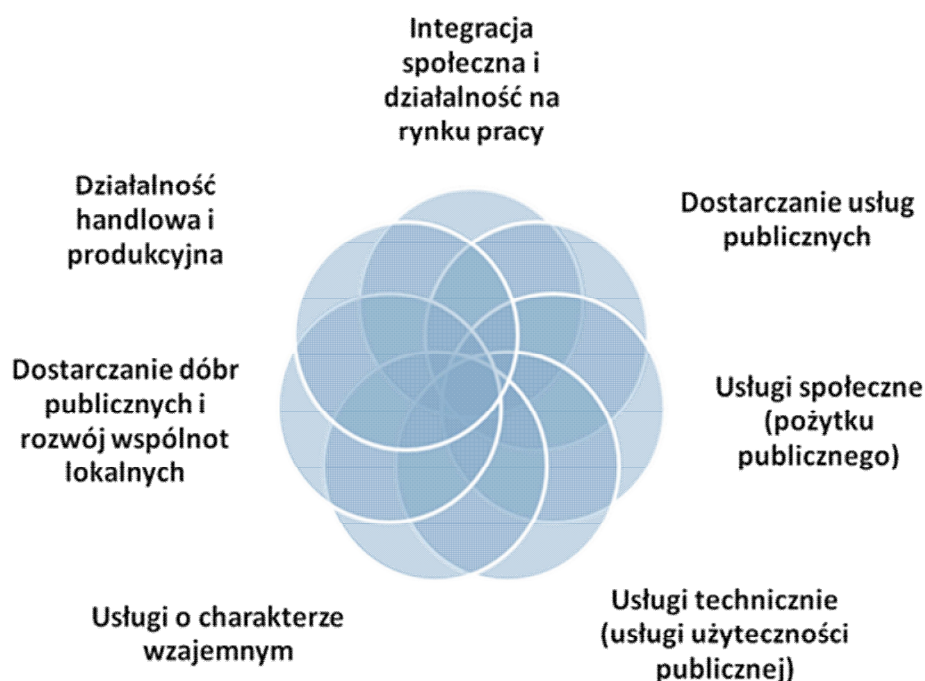 Integracja
społeczna i
działalność na
rynku pracy
Działalność
handlowa i
produkcyjna
Dostarczanie usług
publicznych
Dostarczanie dóbr
publicznych i
rozwój wspólnot
lokalnych
Usługi społeczne
(pożytku
publicznego)
Usługi o charakterze
wzajemnym
Usługi technicznie
(usługi użyteczności
publicznej)